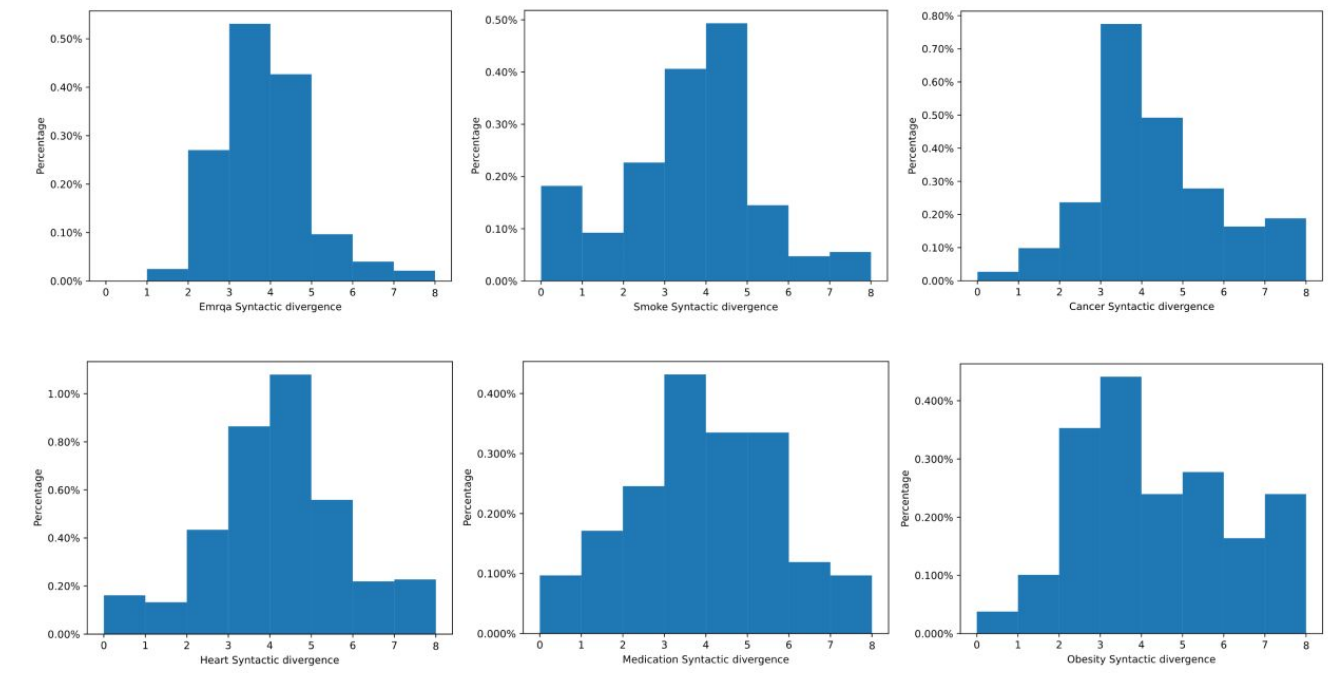 0.50%
0.40%
0.30%
0.20%
0.10%
0.00%
Percentage
0 1 2 3 4 5 6 7 8
Emrqa Syntactic divergence
0.50%
0.40%
0.30%
0.20%
0.10%
0.00%
Percentage
0 1 2 3 4 5 6 7 8
Smoke Syntactic divergence
0.80%
0.70%
0.60%
0.50%
0.40%
0.30%
0.20%
0.10%
0.00%
Percentage
0 1 2 3 4 5 6 7 8
Cancer Syntactic divergence
1.00%
0.80%
0.60%
0.40%
0.20%
0.00%
Percentage
0 1 2 3 4 5 6 7 8
Heart Syntactic divergence
0.400%
0.300%
0.200%
0.100%
0.000%
Percentage
0 1 2 3 4 5 6 7 8
Medication Syntactic divergence
0.400%
0.300%
0.200%
0.100%
0.000%
Percentage
0 1 2 3 4 5 6 7 8
Obesity Syntactic divergence